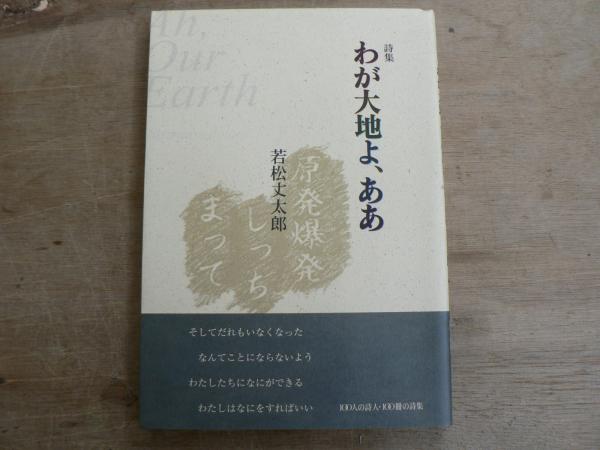 Ah,
Our
Earth
詩集
わが大地よ、ああ
若松丈太郎
原発爆発
しっち
まって
そしてだれもいなくなった
なんてことにならないよう
わたしたちになにができる
わたしはなにをすればいい
100人の詩人・100冊の詩集